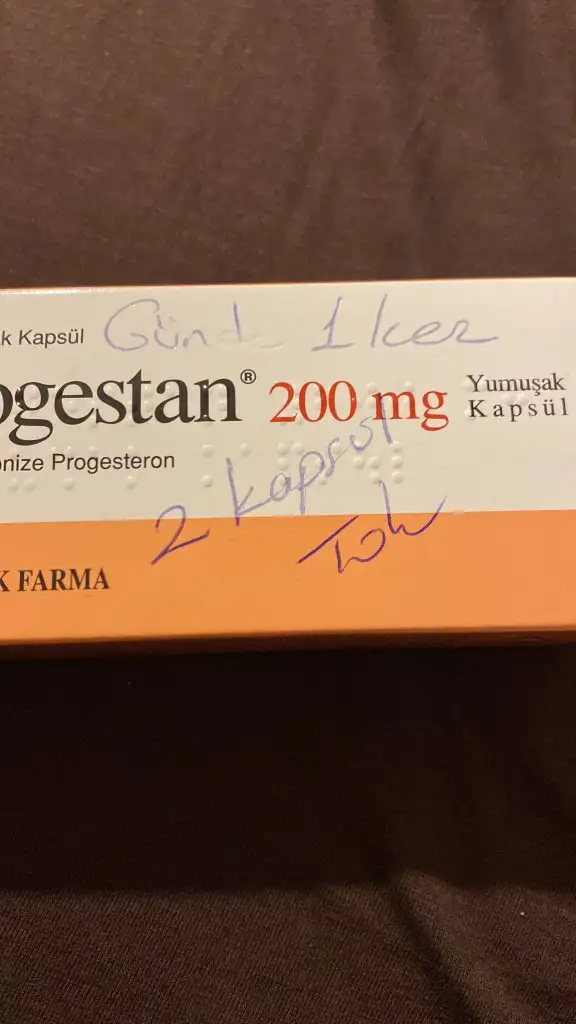 k Kapsül
Günde 1 kez
ogestan® 200 mg Yumuşak
Kapsül
onize Progesteron
2 kapsül
Tok
K FARMA